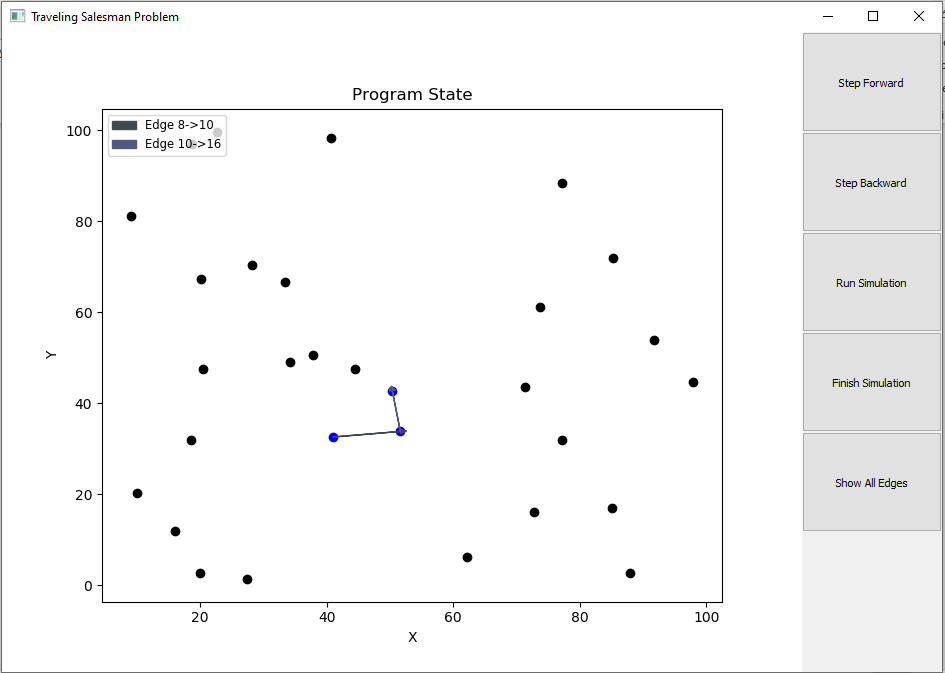 Traveling Salesman Problem
Program State
Edge 8->10
Edge 10->16
100
80
60
40
20
0
Y
20 40 60 80 100
X
Step Forward
Step Backward
Run Simulation
Finish Simulation
Show All Edges